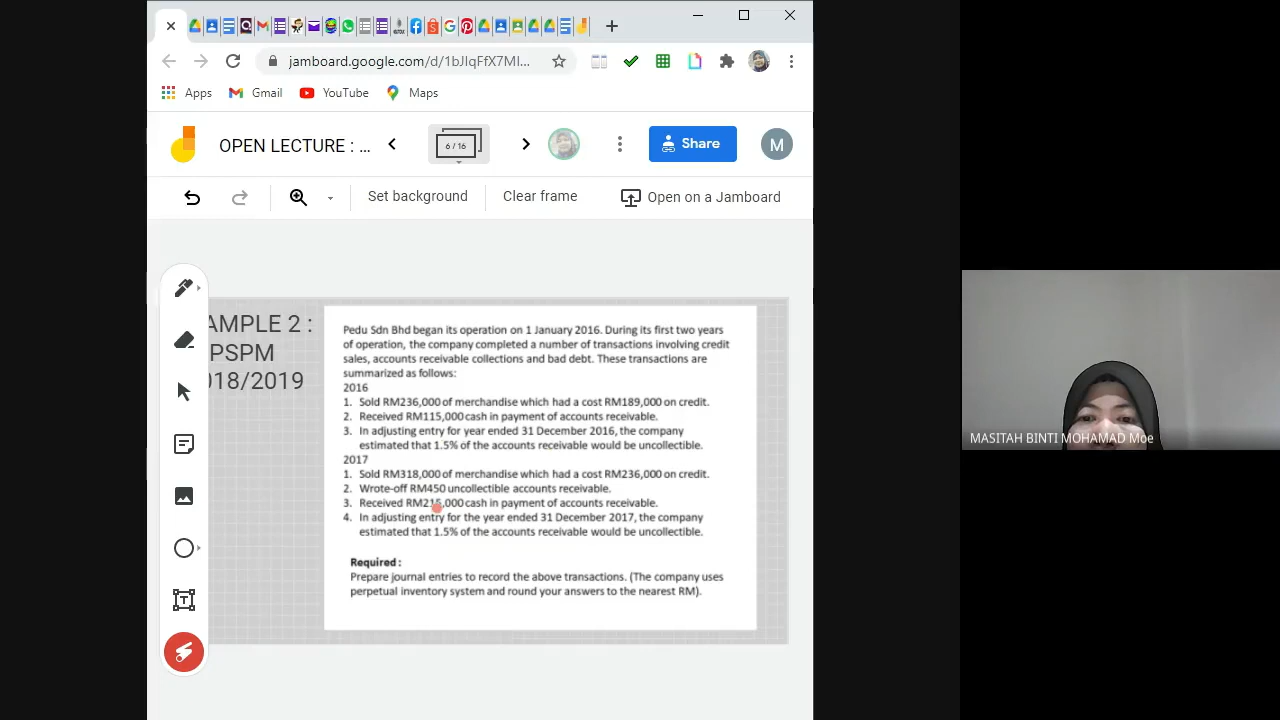 jamboard.google.com/d/1bJIqFfX7MI...
Apps
Gmail
YouTube
Maps
OPEN LECTURE : ...
6 / 16
Share
M
Set background
Clear frame
Open on a Jamboard
AMPLE 2 :
PSPM
018/2019
Pedu Sdn Bhd began its operation on 1 January 2016. During its first two years
of operation, the company completed a number of transactions involving credit
sales, accounts receivable collections and bad debt. These transactions are
summarized as follows:
2016
1. Sold RM236,000 of merchandise which had a cost RM189,000 on credit.
2. Received RM115,000 cash in payment of accounts receivable.
3. In adjusting entry for year ended 31 December 2016, the company
estimated that 1.5% of the accounts receivable would be uncollectible.
2017
1. Sold RM318,000 of merchandise which had a cost RM236,000 on credit.
2. Wrote-off RM450 uncollectible accounts receivable.
3. Received RM215,000 cash in payment of accounts receivable.
4. In adjusting entry for the year ended 31 December 2017, the company
estimated that 1.5% of the accounts receivable would be uncollectible.
Required :
Prepare journal entries to record the above transactions. (The company uses
perpetual inventory system and round your answers to the nearest RM).
MASITAH BINTI MOHAMAD Moe